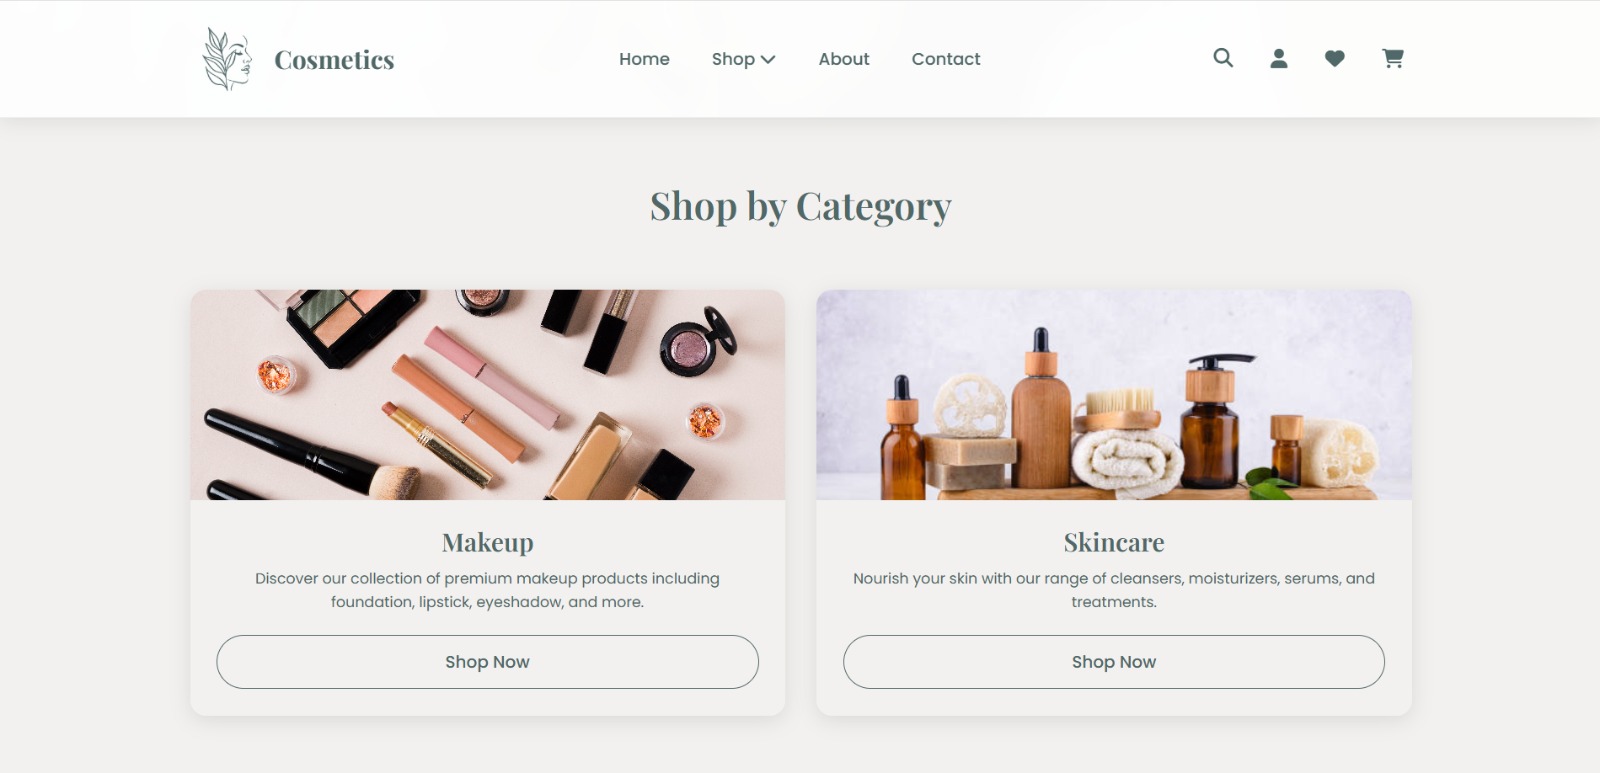 Cosmetics
Home
Shop
About
Contact
Shop by Category
Makeup
Discover our collection of premium makeup products including
foundation, lipstick, eyeshadow, and more.
Shop Now
Skincare
Nourish your skin with our range of cleansers, moisturizers, serums, and
treatments.
Shop Now